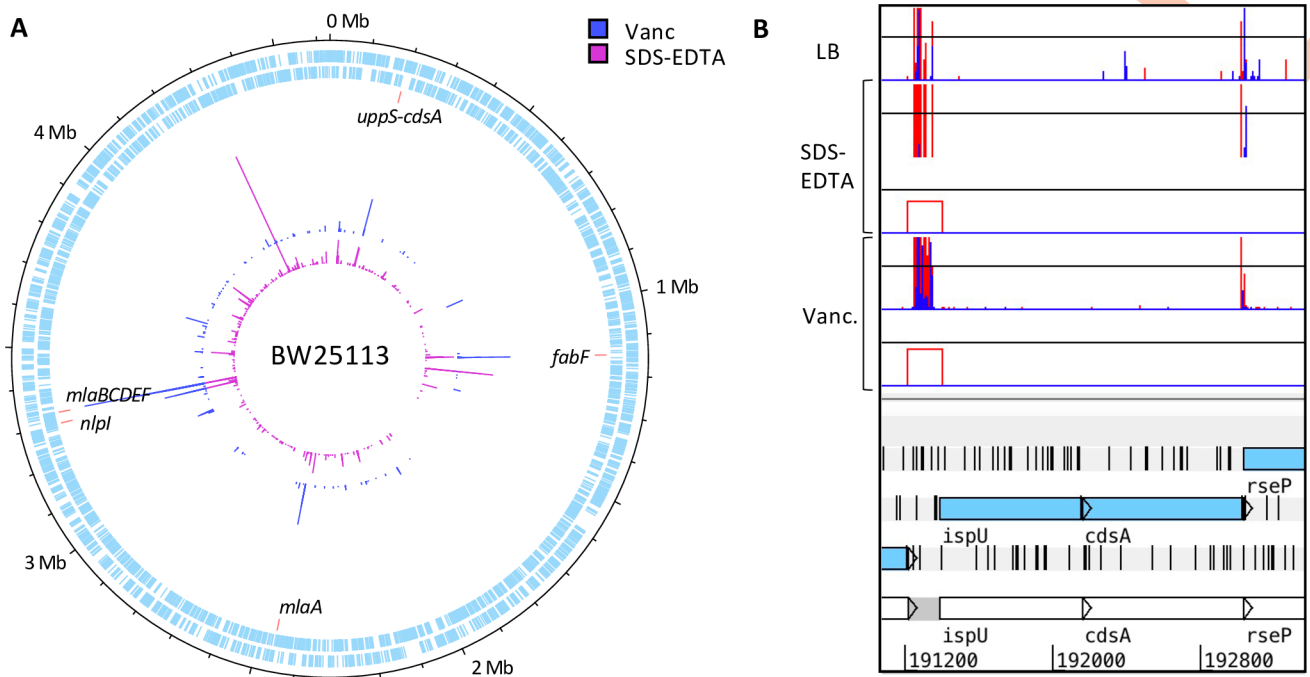 A
0 Mb
Vanc
SDS-EDTA
uppS-cdsA
4 Mb
1 Mb
BW25113
fabF
mlaBCDEF
nlpI
mlaA
3 Mb
2 Mb
B
LB
SDS-
EDTA
Vanc.
rseP
ispU cdsA
ispU cdsA rseP
191200 192000 192800